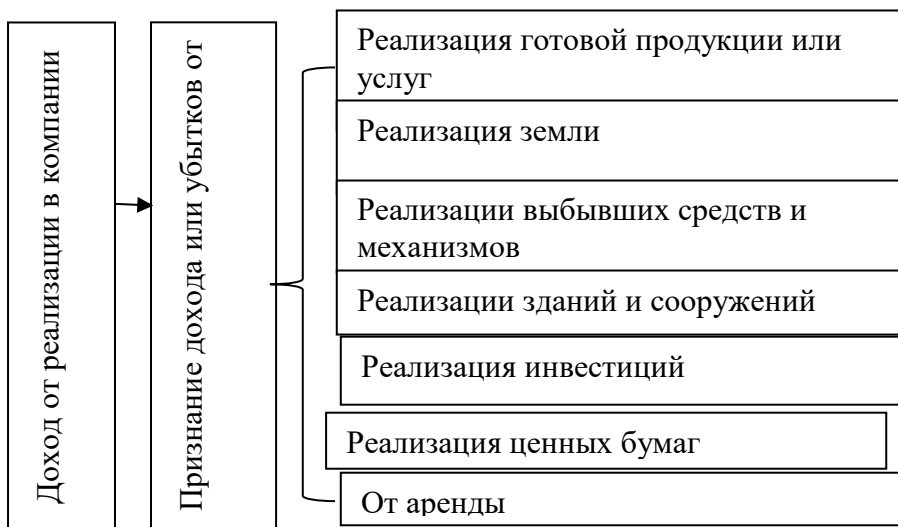 Доход от реализации в компании
Признание дохода или убытков от
Реализация готовой продукции или
услуг
Реализация земли
Реализации выбывших средств и
механизмов
Реализации зданий и сооружений
Реализация инвестиций
Реализация ценных бумаг
От аренды